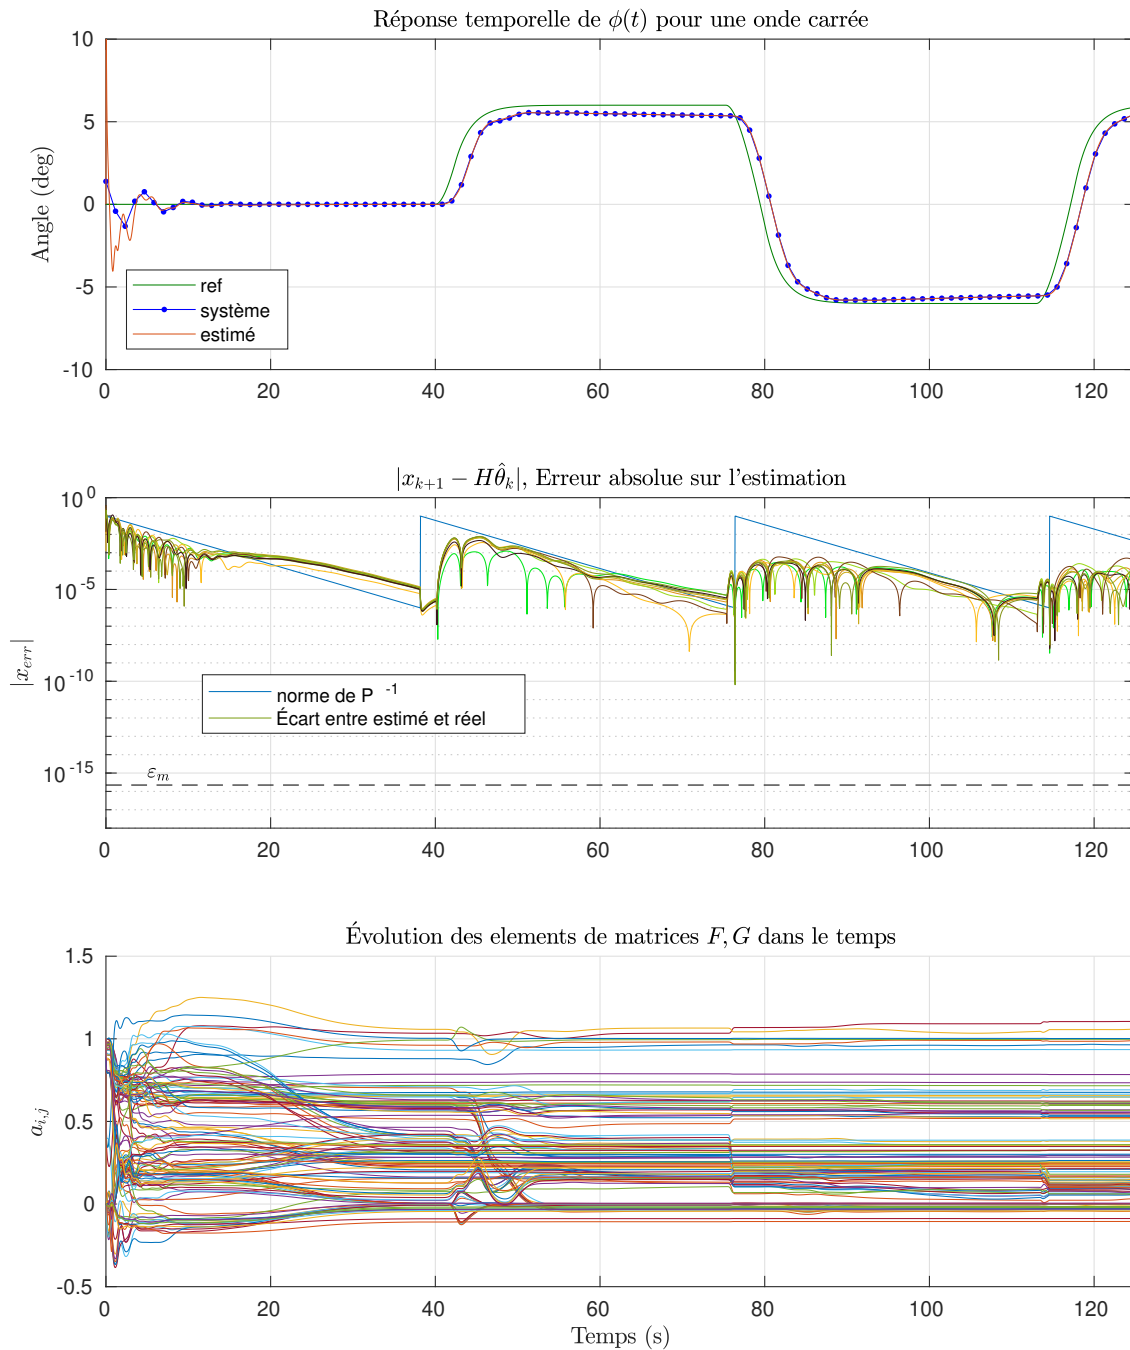 Réponse temporelle de ϕ(t) pour une onde carrée
10
5
0
-5
-10
Angle (deg)
ref
système
estimé
0 20 40 60 80 100 120
|x_{k+1} − Hθ̂_k|, Erreur absolue sur l'estimation
10^0
10^-5
10^-10
10^-15
|x_{err}|
norme de P^-1
Écart entre estimé et réel
ε_m
0 20 40 60 80 100 120
Évolution des elements de matrices F, G dans le temps
1.5
1
0.5
0
-0.5
a_{i,j}
0 20 40 60 80 100 120
Temps (s)